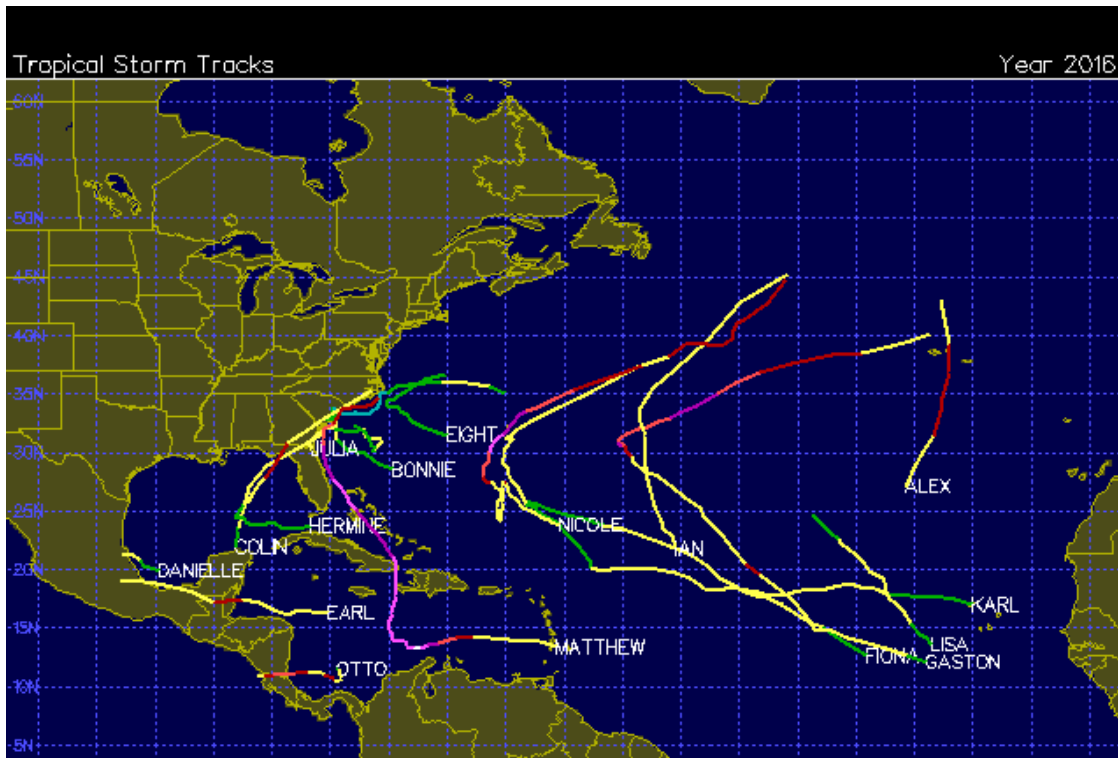 Tropical Storm Tracks Year 2016
60N
55N
50N
45N
40N
35N
EIGHT
JULIA
30N
BONNIE
ALEX
25N
HERMINE
NICOLE
COLIN
IAN
DANIELLE
20N
KARL
EARL
15N
MATTHEW
LISA
FIONA
GASTON
OTTO
10N
5N